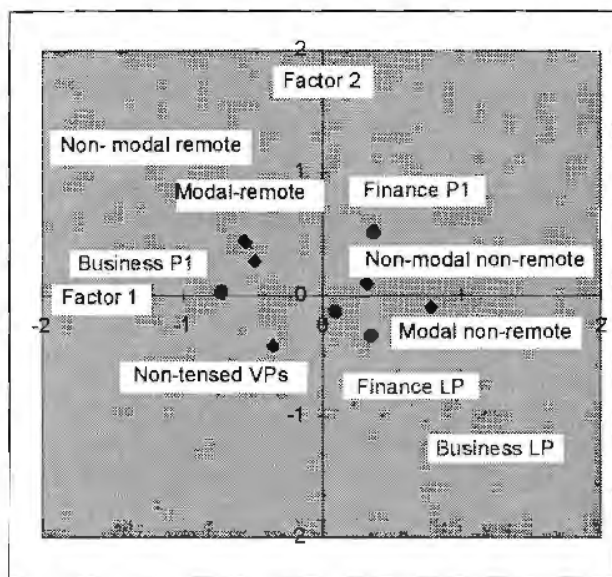 2
Factor 2
Non- modal remote
1
Modal-remote
Finance P1
Business P1
Non-modal non-remote
Factor 1
0
-2
-1
0
1
2
Modal non-remote
Non-tensed VPs
Finance LP
-1
Business LP
2